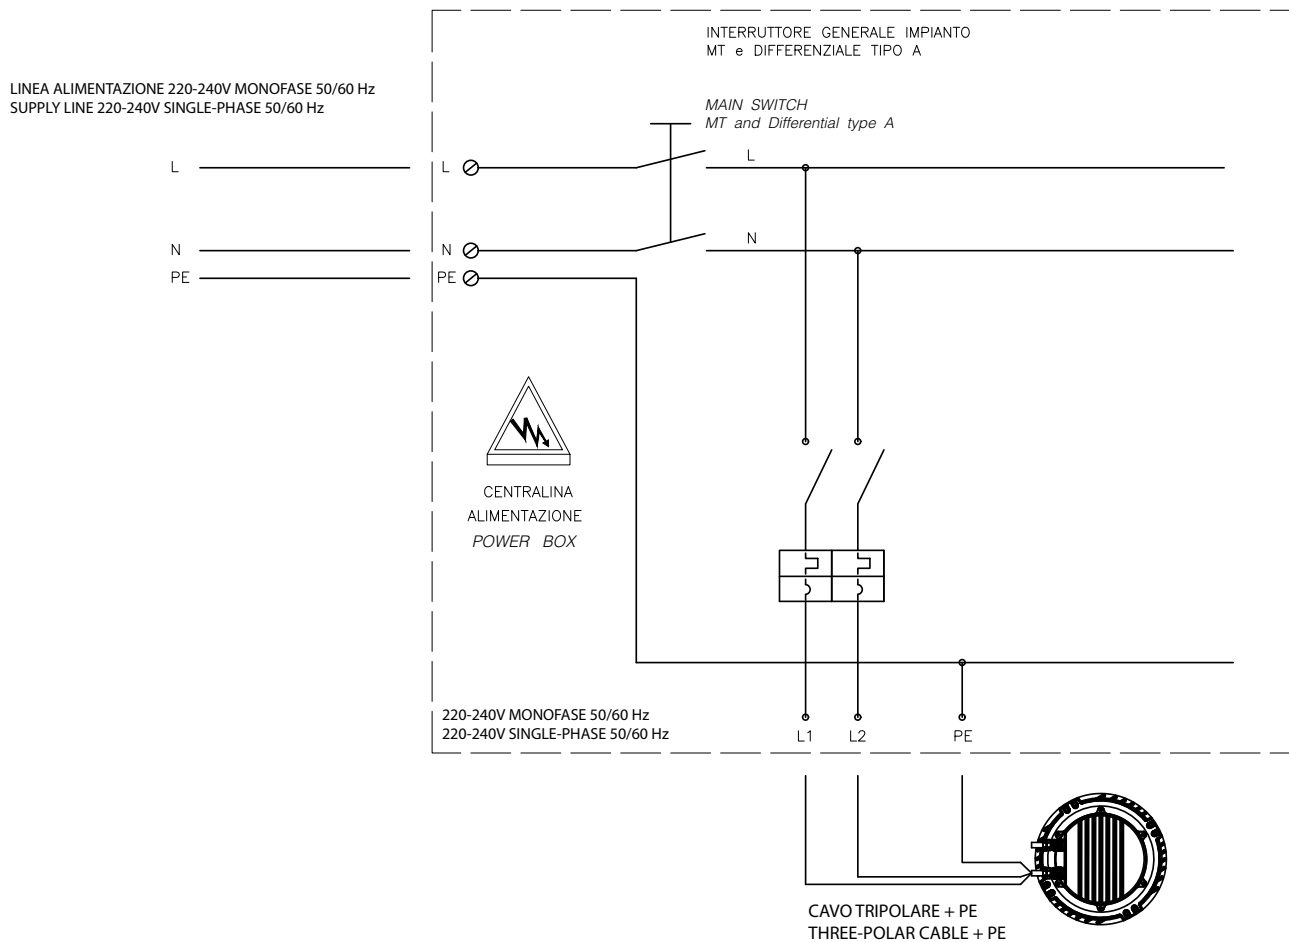 INTERRUTTORE GENERALE IMPIANTO
MT e DIFFERENZIALE TIPO A
LINEA ALIMENTAZIONE 220-240V MONOFASE 50/60 Hz
SUPPLY LINE 220-240V SINGLE-PHASE 50/60 Hz
MAIN SWITCH
MT and Differential type A
L
L
L
N
N
N
PE
PE
CENTRALINA
ALIMENTAZIONE
POWER BOX
220-240V MONOFASE 50/60 Hz
220-240V SINGLE-PHASE 50/60 Hz
L1
L2
PE
CAVO TRIPOLARE + PE
THREE-POLAR CABLE + PE